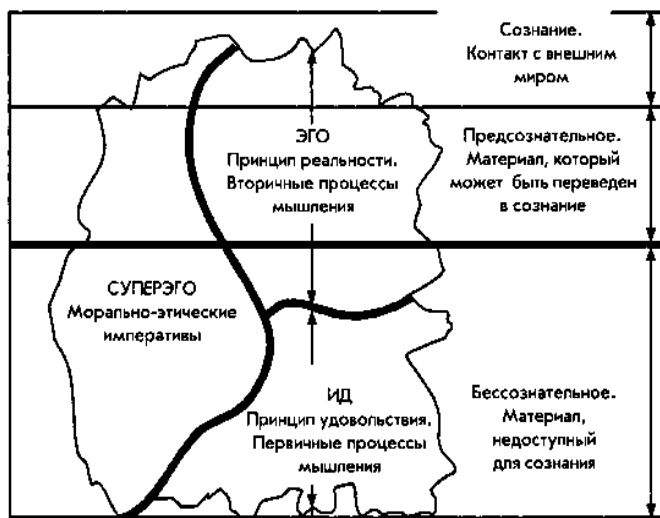 Сознание.
Контакт с внешним
миром
ЭГО
Принцип реальности.
Вторичные процессы
мышления
Предсознательное.
Материал, который
может быть переведен
в сознание
СУПЕРЭГО
Морально-этические
императивы
ИД
Принцип удовольствия.
Первичные процессы
мышления
Бессознательное.
Материал,
недоступный
для сознания